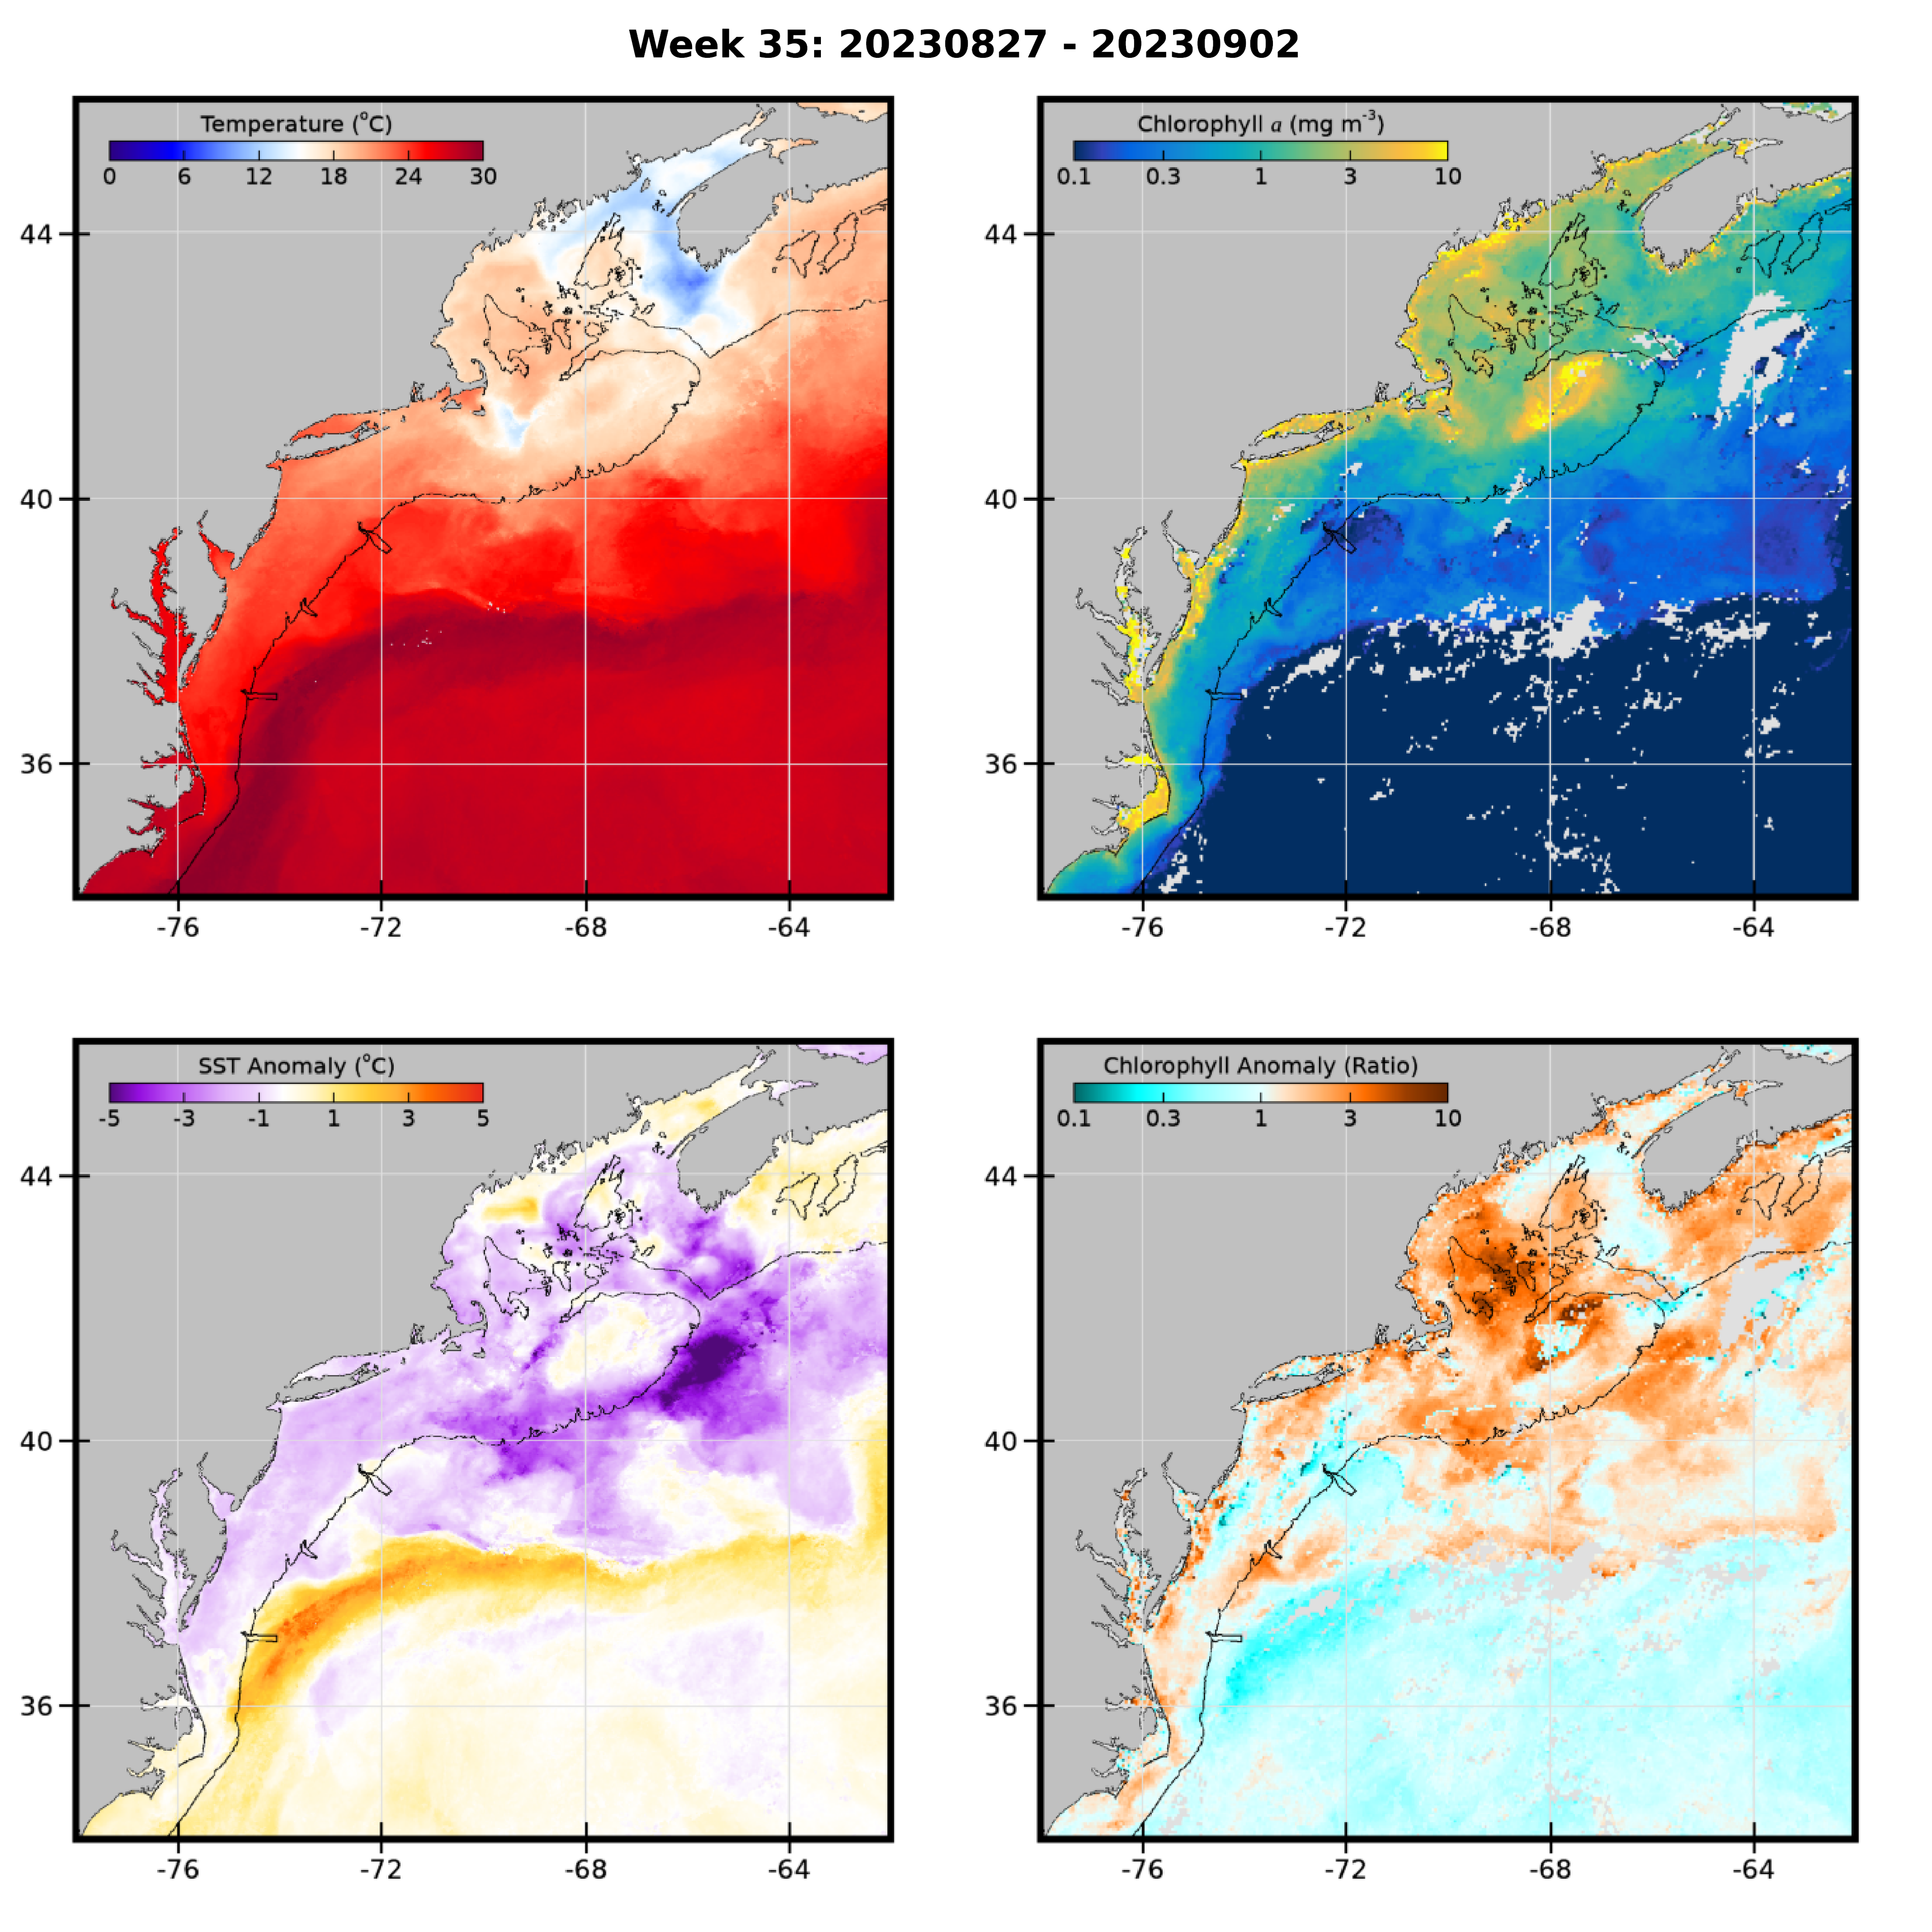 Week 35: 20230827 - 20230902
Temperature (°C)
0 6 12 18 24 30
44
40
36
-76 -72 -68 -64
Chlorophyll a (mg m⁻³)
0.1 0.3 1 3 10
44
40
36
-76 -72 -68 -64
SST Anomaly (°C)
-5 -3 -1 1 3 5
44
40
36
-76 -72 -68 -64
Chlorophyll Anomaly (Ratio)
0.1 0.3 1 3 10
44
40
36
-76 -72 -68 -64